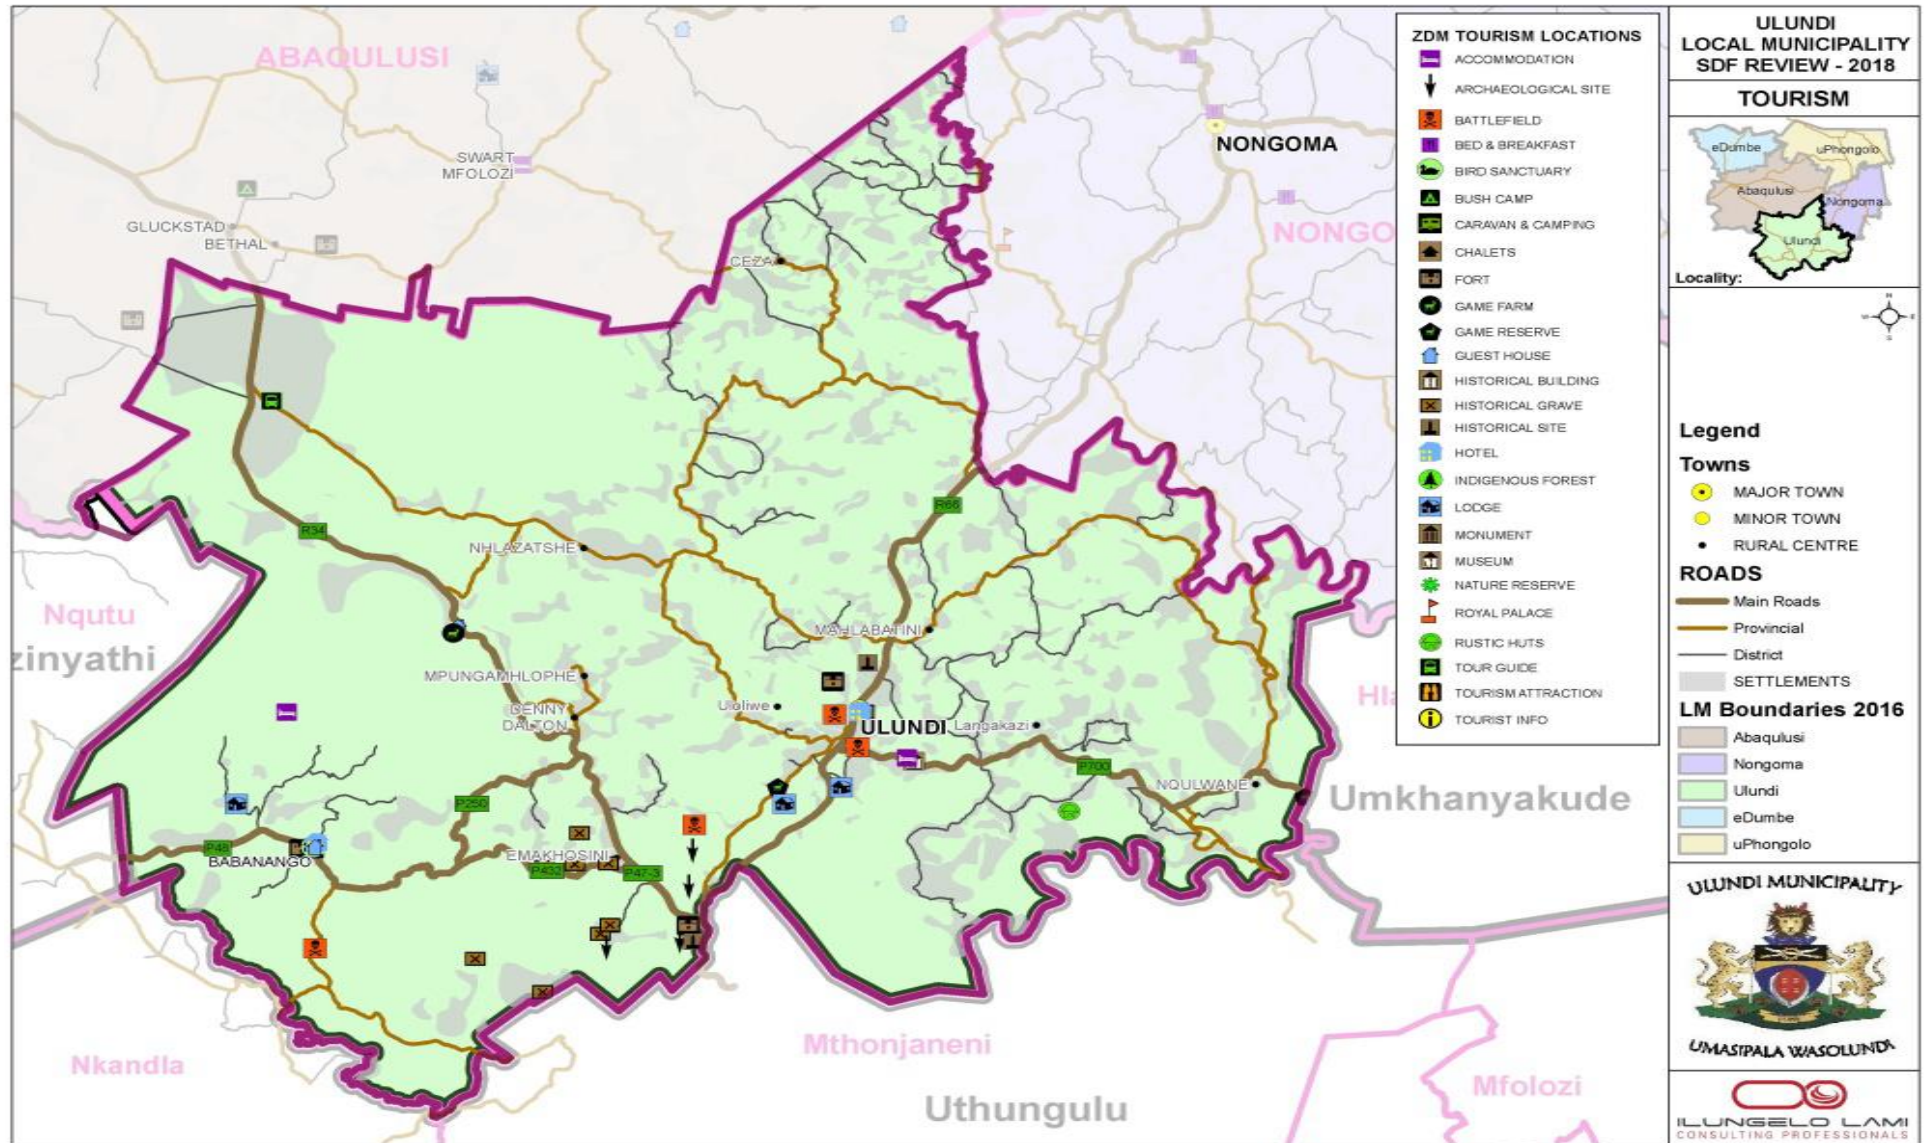 ABAQULUSI
SWART
MFOLOZI
GLUCKSTAD
BETHAL
NONGOMA
NONGO
CEZA
R66
R34
NHLAZATSHE
Nqutu
zinyathi
MAHLABATINI
MPUNGAMHLOPHE
DENNY
DALTON
ULUNDI
Langakazi
P700
NQULWANE
Hla
Umkhanyakude
P250
P48
BABANANGO
EMAKHOSINI
P432
P47-3
Mthonjaneni
Nkandla
Uthungulu
Mfolozi
ZDM TOURISM LOCATIONS
ACCOMMODATION
ARCHAEOLOGICAL SITE
BATTLEFIELD
BED & BREAKFAST
BIRD SANCTUARY
BUSH CAMP
CARAVAN & CAMPING
CHALETS
FORT
GAME FARM
GAME RESERVE
GUEST HOUSE
HISTORICAL BUILDING
HISTORICAL GRAVE
HISTORICAL SITE
HOTEL
INDIGENOUS FOREST
LODGE
MONUMENT
MUSEUM
NATURE RESERVE
ROYAL PALACE
RUSTIC HUTS
TOUR GUIDE
TOURISM ATTRACTION
TOURIST INFO
ULUNDI
LOCAL MUNICIPALITY
SDF REVIEW - 2018
TOURISM
eDumbe
uPhongolo
Abaqulusi
Nongoma
Ulundi
Locality:
N
W E
S
Legend
Towns
MAJOR TOWN
MINOR TOWN
RURAL CENTRE
ROADS
Main Roads
Provincial
District
SETTLEMENTS
LM Boundaries 2016
Abaqulusi
Nongoma
Ulundi
eDumbe
uPhongolo
ULUNDI MUNICIPALITY
UMASIPALA WASOLUNDI
ILUNGELO LAMI
CONSULTING PROFESSIONALS